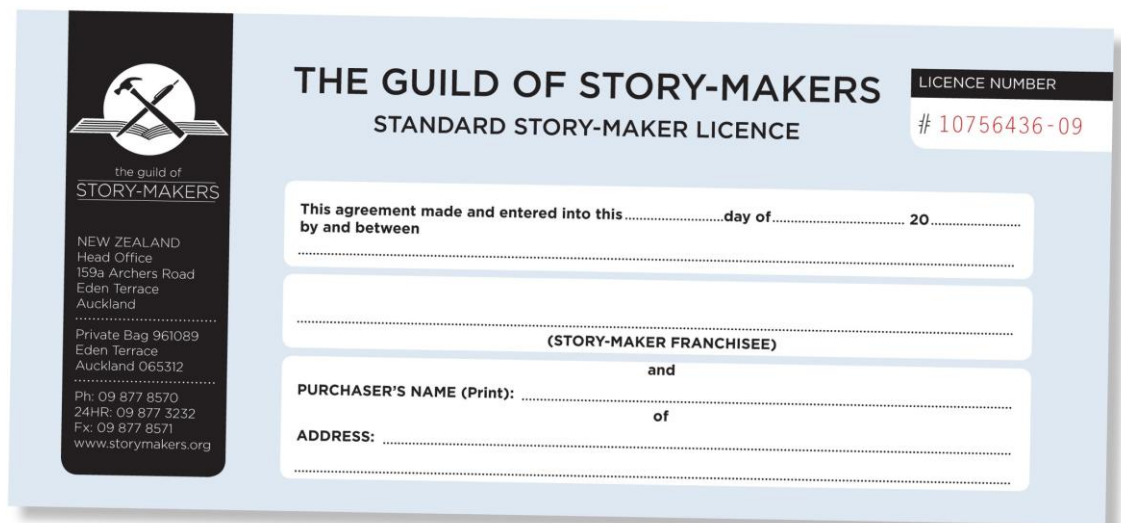 the guild of
STORY-MAKERS
NEW ZEALAND
Head Office
159a Archers Road
Eden Terrace
Auckland
Private Bag 961089
Eden Terrace
Auckland 065312
Ph: 09 877 8570
24HR: 09 877 3232
Fx: 09 877 8571
www.storymakers.org
THE GUILD OF STORY-MAKERS
STANDARD STORY-MAKER LICENCE
LICENCE NUMBER
# 10756436-09
This agreement made and entered into this ........................day of ................................ 20 ......................
by and between
(STORY-MAKER FRANCHISEE)
and
PURCHASER'S NAME (Print):
of
ADDRESS: